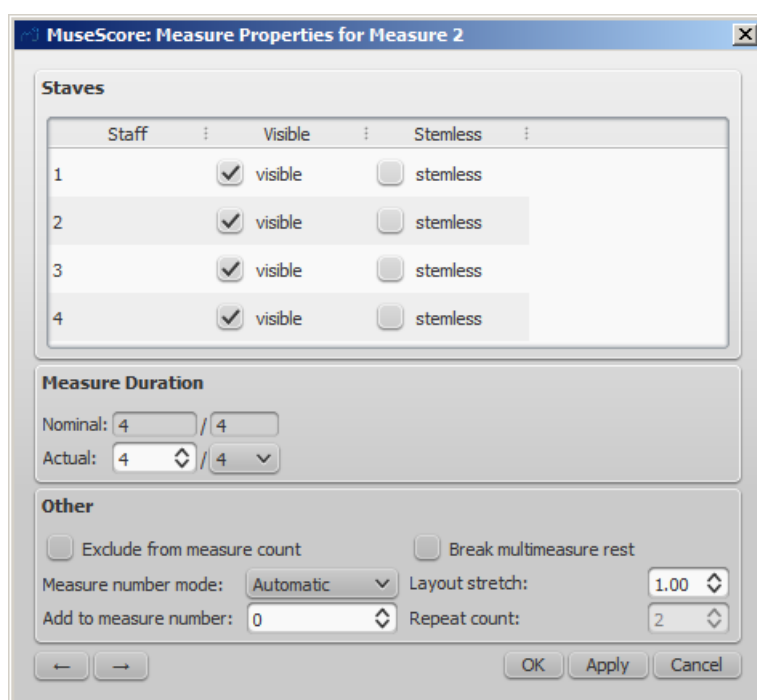 MuseScore: Measure Properties for Measure 2
Staves
Staff Visible Stemless
1 visible stemless
2 visible stemless
3 visible stemless
4 visible stemless
Measure Duration
Nominal: 4 / 4
Actual: 4 / 4
Other
Exclude from measure count Break multimeasure rest
Measure number mode: Automatic Layout stretch: 1.00
Add to measure number: 0 Repeat count: 2
← → OK Apply Cancel